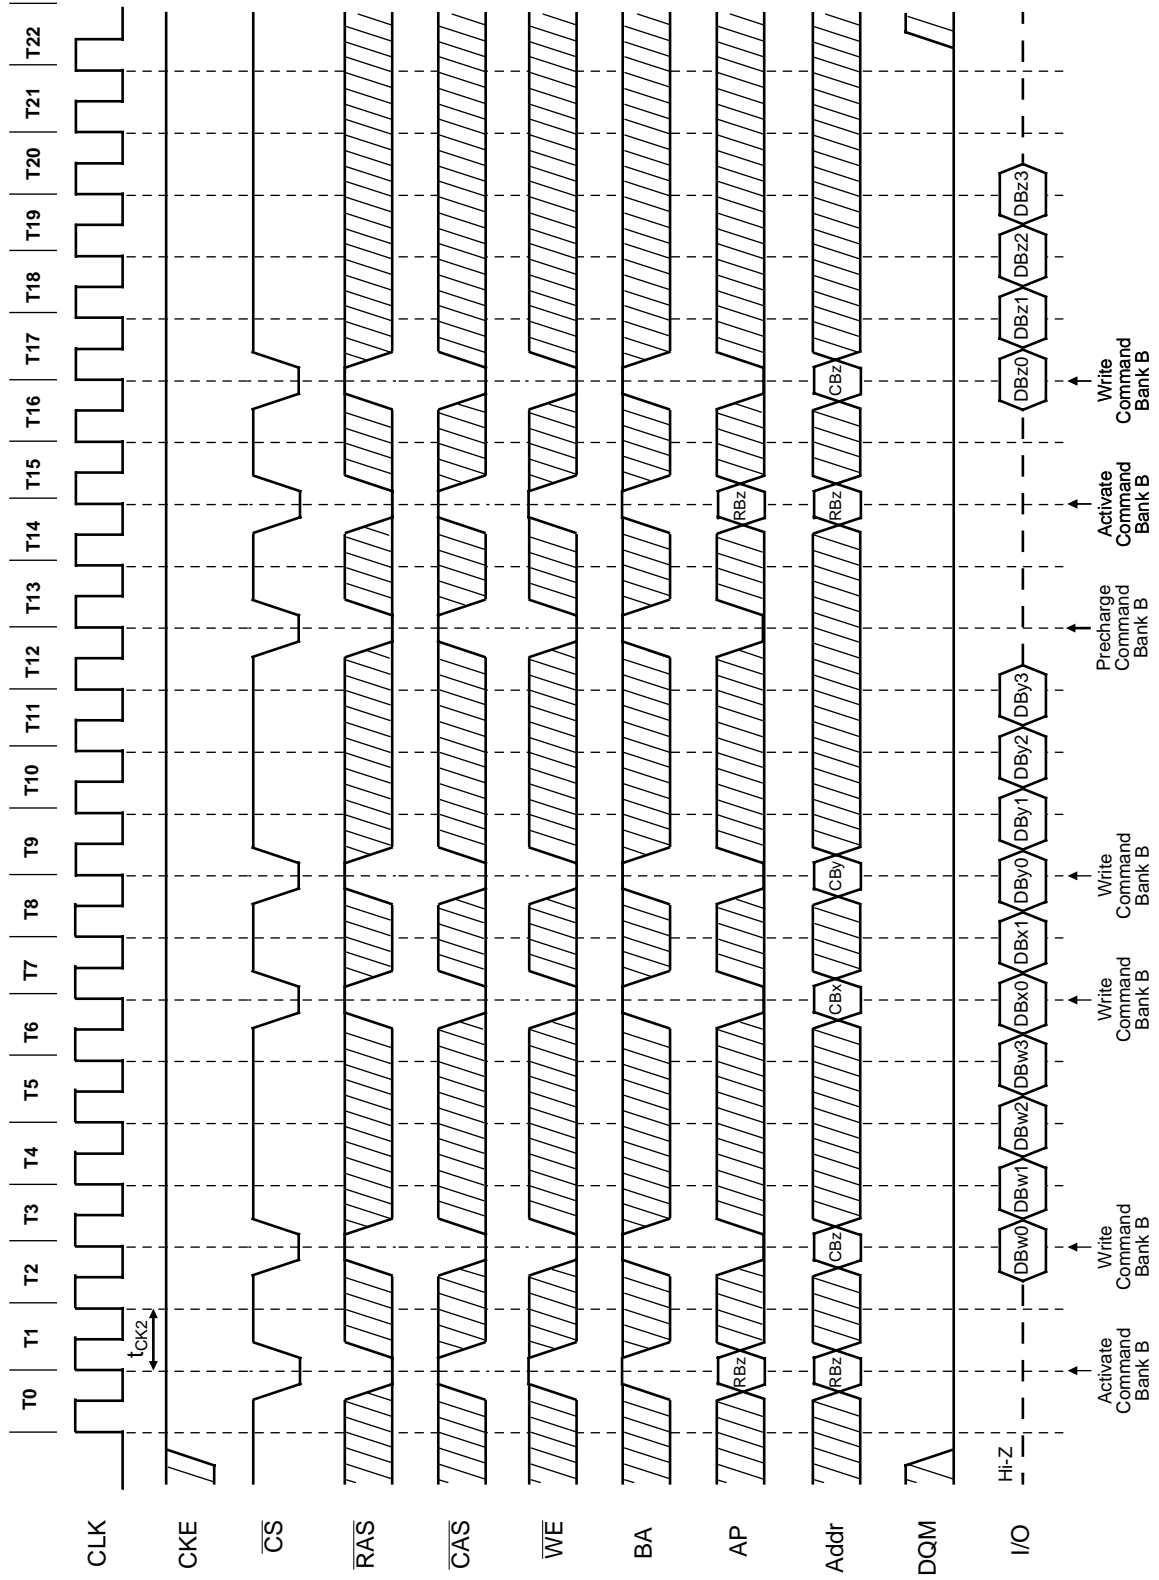 T0 T1 T2 T3 T4 T5 T6 T7 T8 T9 T10 T11 T12 T13 T14 T15 T16 T17 T18 T19 T20 T21 T22
CLK
tCK2
CKE
CS
RAS
CAS
WE
BA
AP
RBz RBz
Addr
RBz CBz CBx CBy RBz CBz
DQM
I/O
Hi-Z
DBw0 DBw1 DBw2 DBw3 DBx0 DBx1 DBy0 DBy1 DBy2 DBy3 DBz0 DBz1 DBz2 DBz3
Activate
Command
Bank B
Write
Command
Bank B
Write
Command
Bank B
Write
Command
Bank B
Precharge
Command
Bank B
Activate
Command
Bank B
Write
Command
Bank B